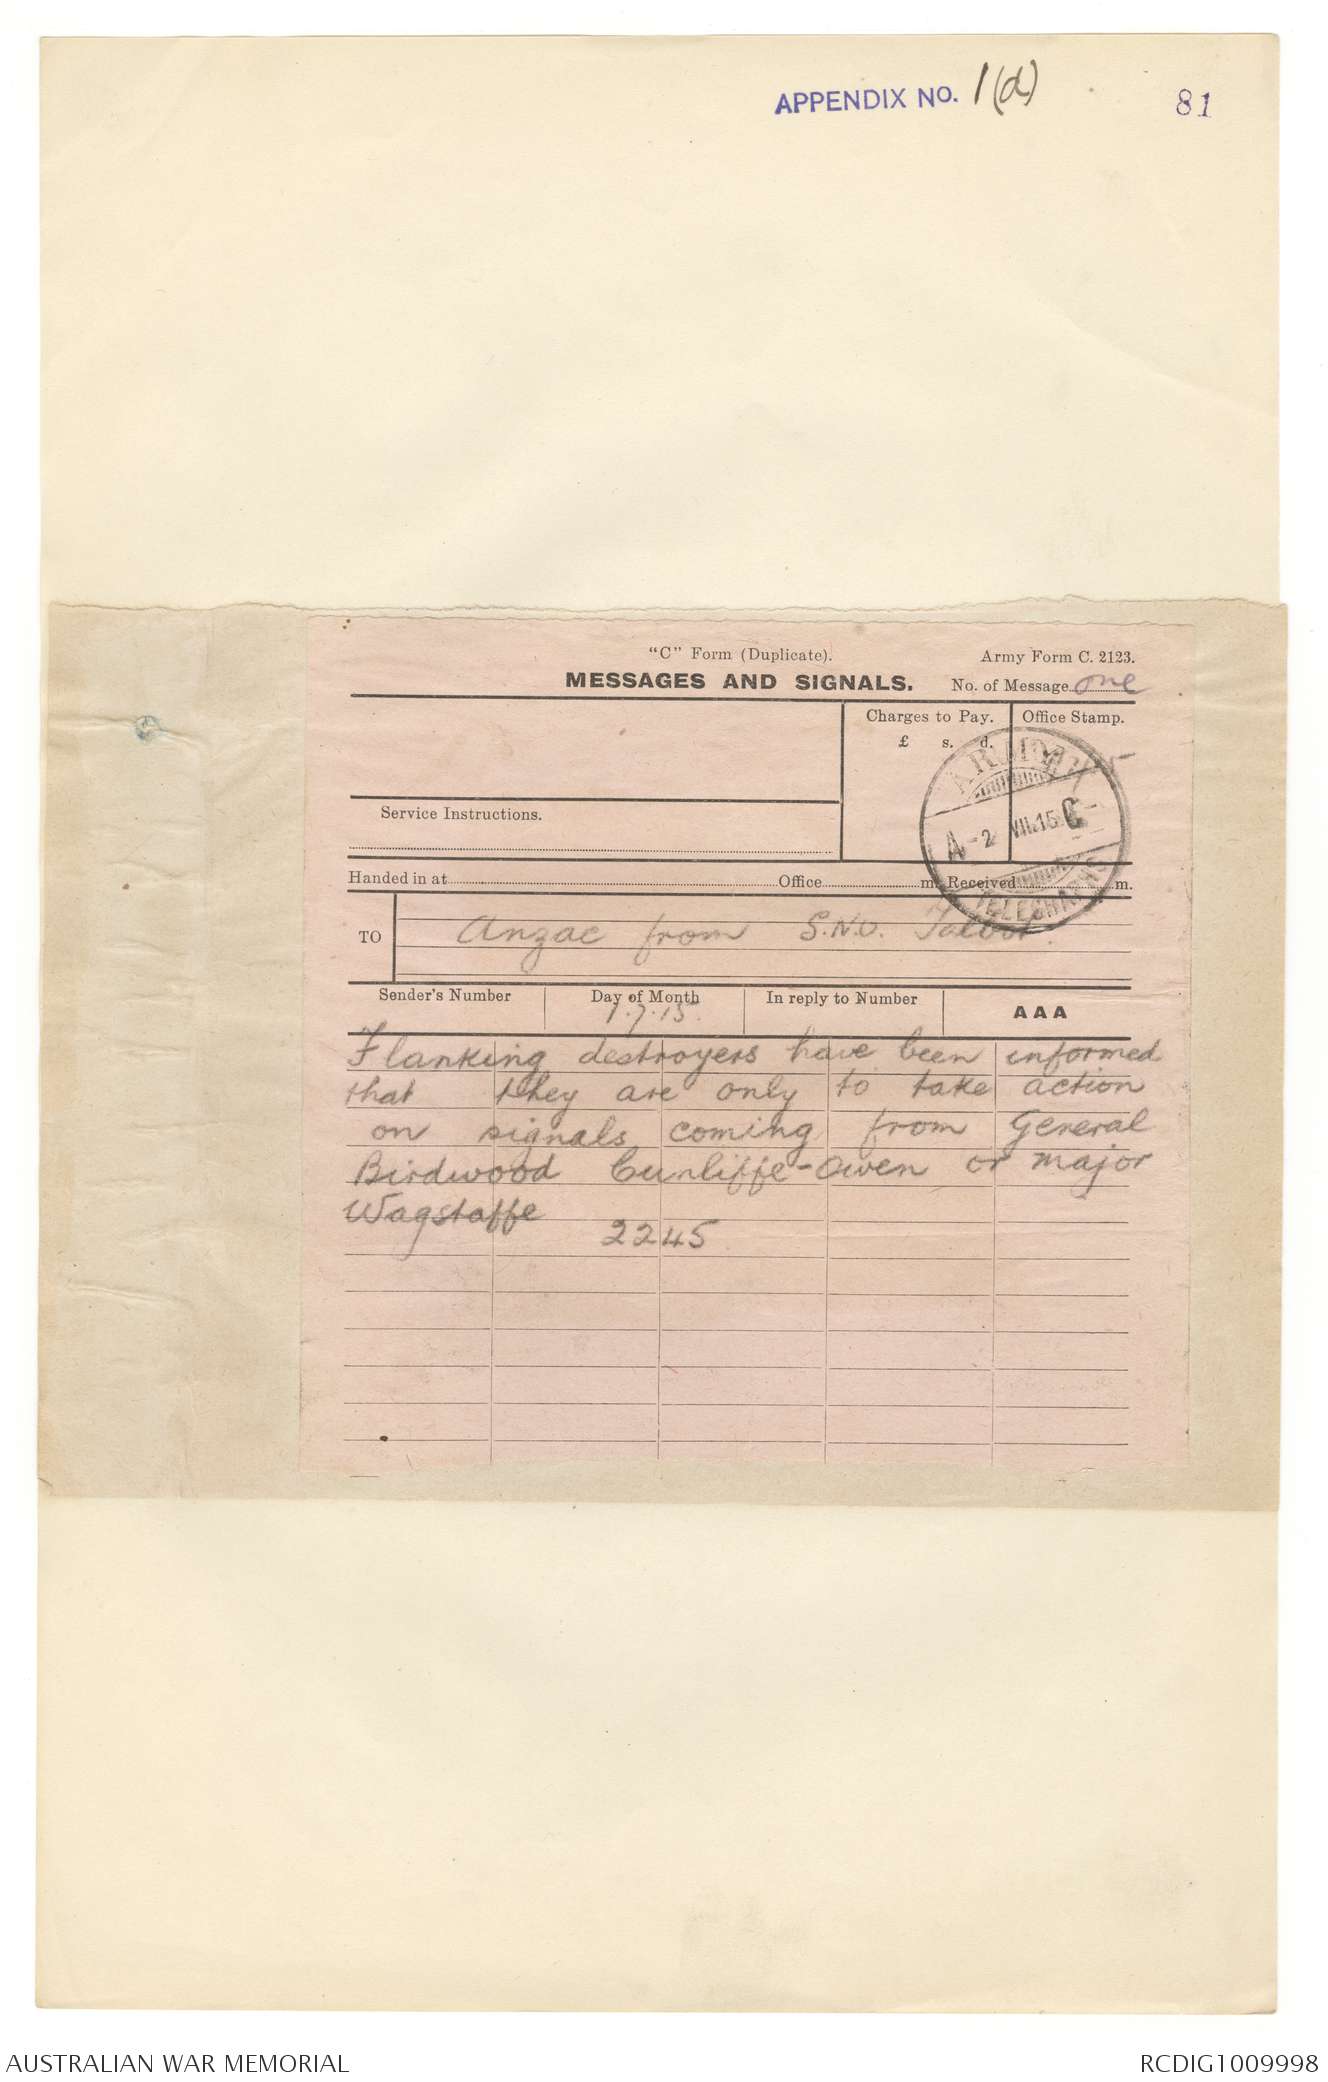 APPENDIX No. 1(d)
81
"C" Form (Duplicate).
Army Form C. 2123.
MESSAGES AND SIGNALS.
No. of Message one
Charges to Pay.
£ s. d.
Office Stamp.
ARMY
A -2 VII.15 C-
TELEGRAPHS
Service Instructions.
Handed in at Office m. Received m.
TO
Anzac from S.N.O. Talbot.
Sender's Number
Day of Month
1.7.15.
In reply to Number
AAA
Flanking destroyers have been informed
that they are only to take action
on signals coming from General
Birdwood Cunliffe-Owen or major
Wagstaffe
2245
AUSTRALIAN WAR MEMORIAL
RCDIG1009998